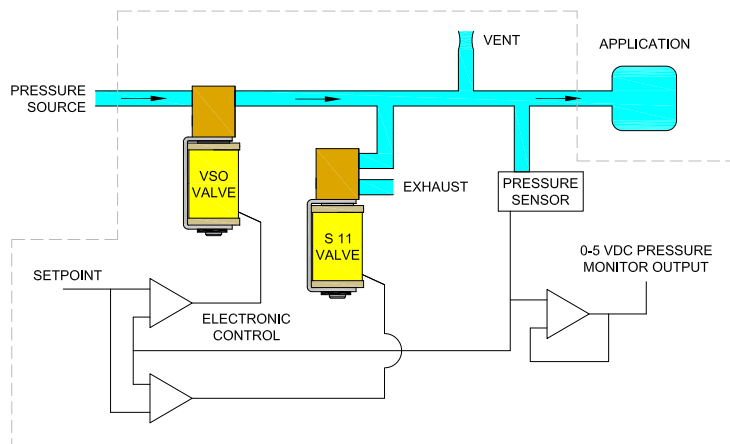 VENT
APPLICATION
PRESSURE
SOURCE
VSO
VALVE
EXHAUST
PRESSURE
SENSOR
S 11
VALVE
0-5 VDC PRESSURE
MONITOR OUTPUT
SETPOINT
ELECTRONIC
CONTROL